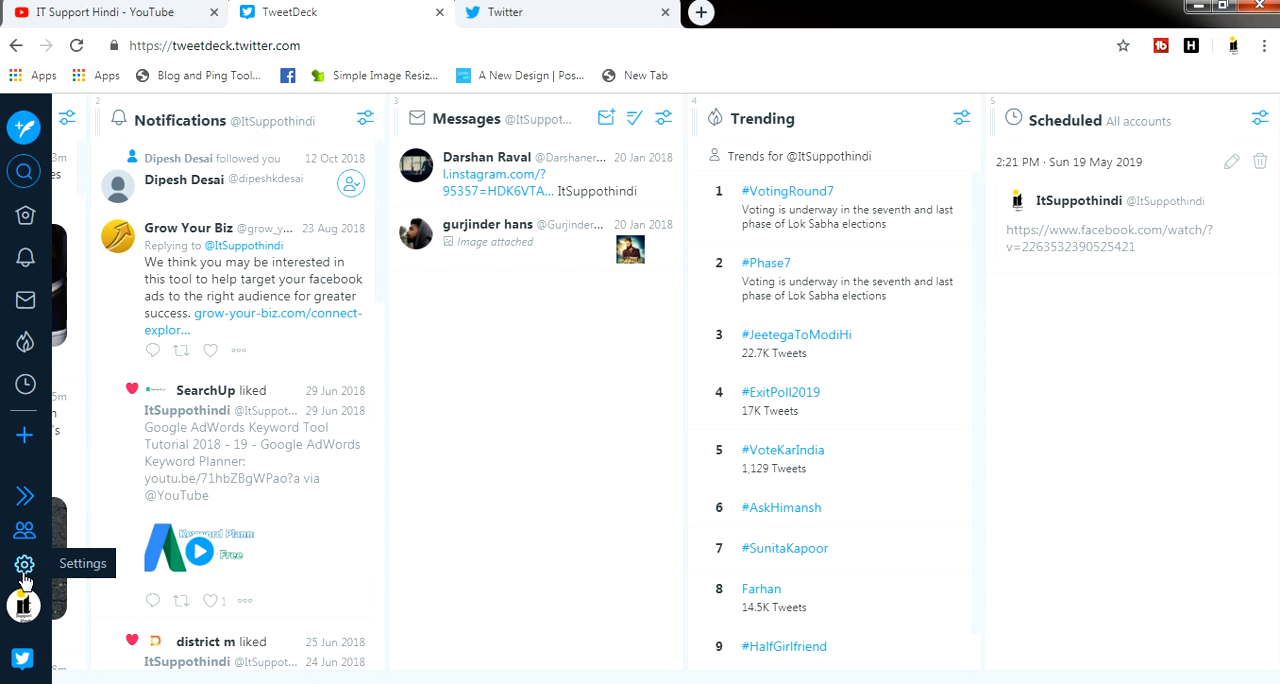 IT Support Hindi - YouTube
TweetDeck
Twitter
https://tweetdeck.twitter.com
Apps
Apps
Blog and Ping Tool...
Simple Image Resiz...
A New Design | Pos...
New Tab
3m
es
5m
n
's
Settings
2
Notifications @ItSuppothindi
Dipesh Desai followed you 12 Oct 2018
Dipesh Desai @dipeshkdesai
Grow Your Biz @grow_y... 23 Aug 2018
Replying to @ItSuppothindi
We think you may be interested in
this tool to help target your facebook
ads to the right audience for greater
success. grow-your-biz.com/connect-
explor...
SearchUp liked 29 Jun 2018
ItSuppothindi @ItSuppot... 29 Jun 2018
Google AdWords Keyword Tool
Tutorial 2018 - 19 - Google AdWords
Keyword Planner:
youtu.be/71hbZBgWPao?a via
@YouTube
Keyword Plann
Free
1
district m liked 25 Jun 2018
ItSuppothindi @ItSuppot... 24 Jun 2018
3
Messages @ItSuppot...
Darshan Raval @Darshaner... 20 Jan 2018
l.instagram.com/?
95357=HDK6VTA... ItSuppothindi
gurjinder hans @Gurjinder... 20 Jan 2018
Image attached
4
Trending
Trends for @ItSuppothindi
1 #VotingRound7
Voting is underway in the seventh and last
phase of Lok Sabha elections
2 #Phase7
Voting is underway in the seventh and last
phase of Lok Sabha elections
3 #JeetegaToModiHi
22.7K Tweets
4 #ExitPoll2019
17K Tweets
5 #VoteKarIndia
1,129 Tweets
6 #AskHimansh
7 #SunitaKapoor
8 Farhan
14.5K Tweets
9 #HalfGirlfriend
5
Scheduled All accounts
2:21 PM · Sun 19 May 2019
ItSuppothindi @ItSuppothindi
https://www.facebook.com/watch/?
v=2263532390525421